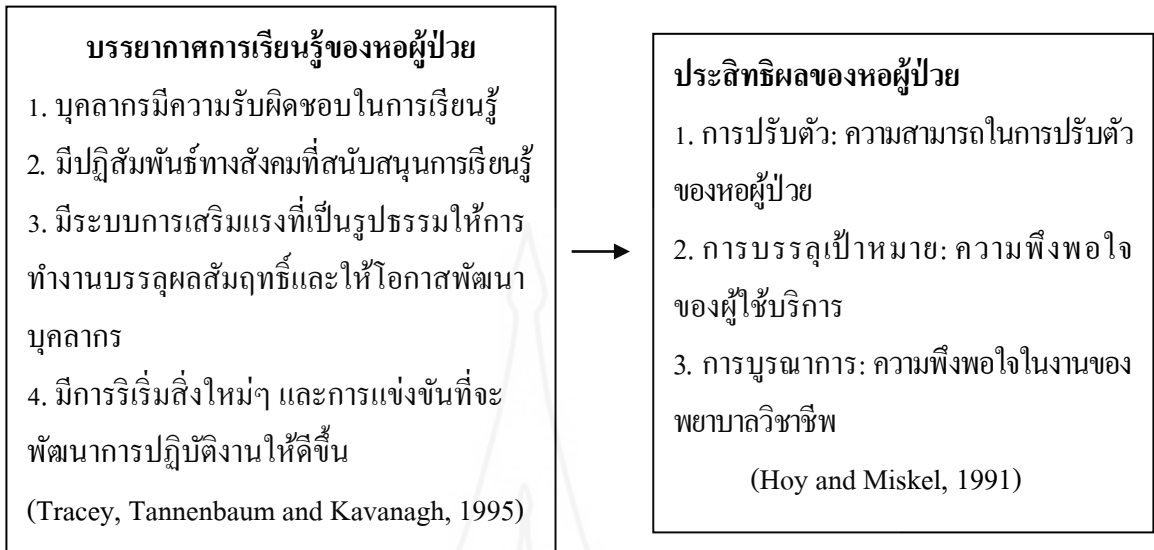 บรรยากาศการเรียนรู้ของหอผู้ป่วย
1. บุคลากรมีความรับผิดชอบในการเรียนรู้
2. มีปฏิสัมพันธ์ทางสังคมที่สนับสนุนการเรียนรู้
3. มีระบบการเสริมแรงที่เป็นรูปธรรมให้การ
ทำงานบรรลุผลสัมฤทธิ์และให้โอกาสพัฒนา
บุคลากร
4. มีการริเริ่มสิ่งใหม่ๆ และการแข่งขันที่จะ
พัฒนาการปฏิบัติงานให้ดีขึ้น
(Tracey, Tannenbaum and Kavanagh, 1995)
ประสิทธิผลของหอผู้ป่วย
1. การปรับตัว: ความสามารถในการปรับตัว
ของหอผู้ป่วย
2. การบรรลุเป้าหมาย: ความพึงพอใจ
ของผู้ใช้บริการ
3. การบูรณาการ: ความพึงพอใจในงานของ
พยาบาลวิชาชีพ
(Hoy and Miskel, 1991)